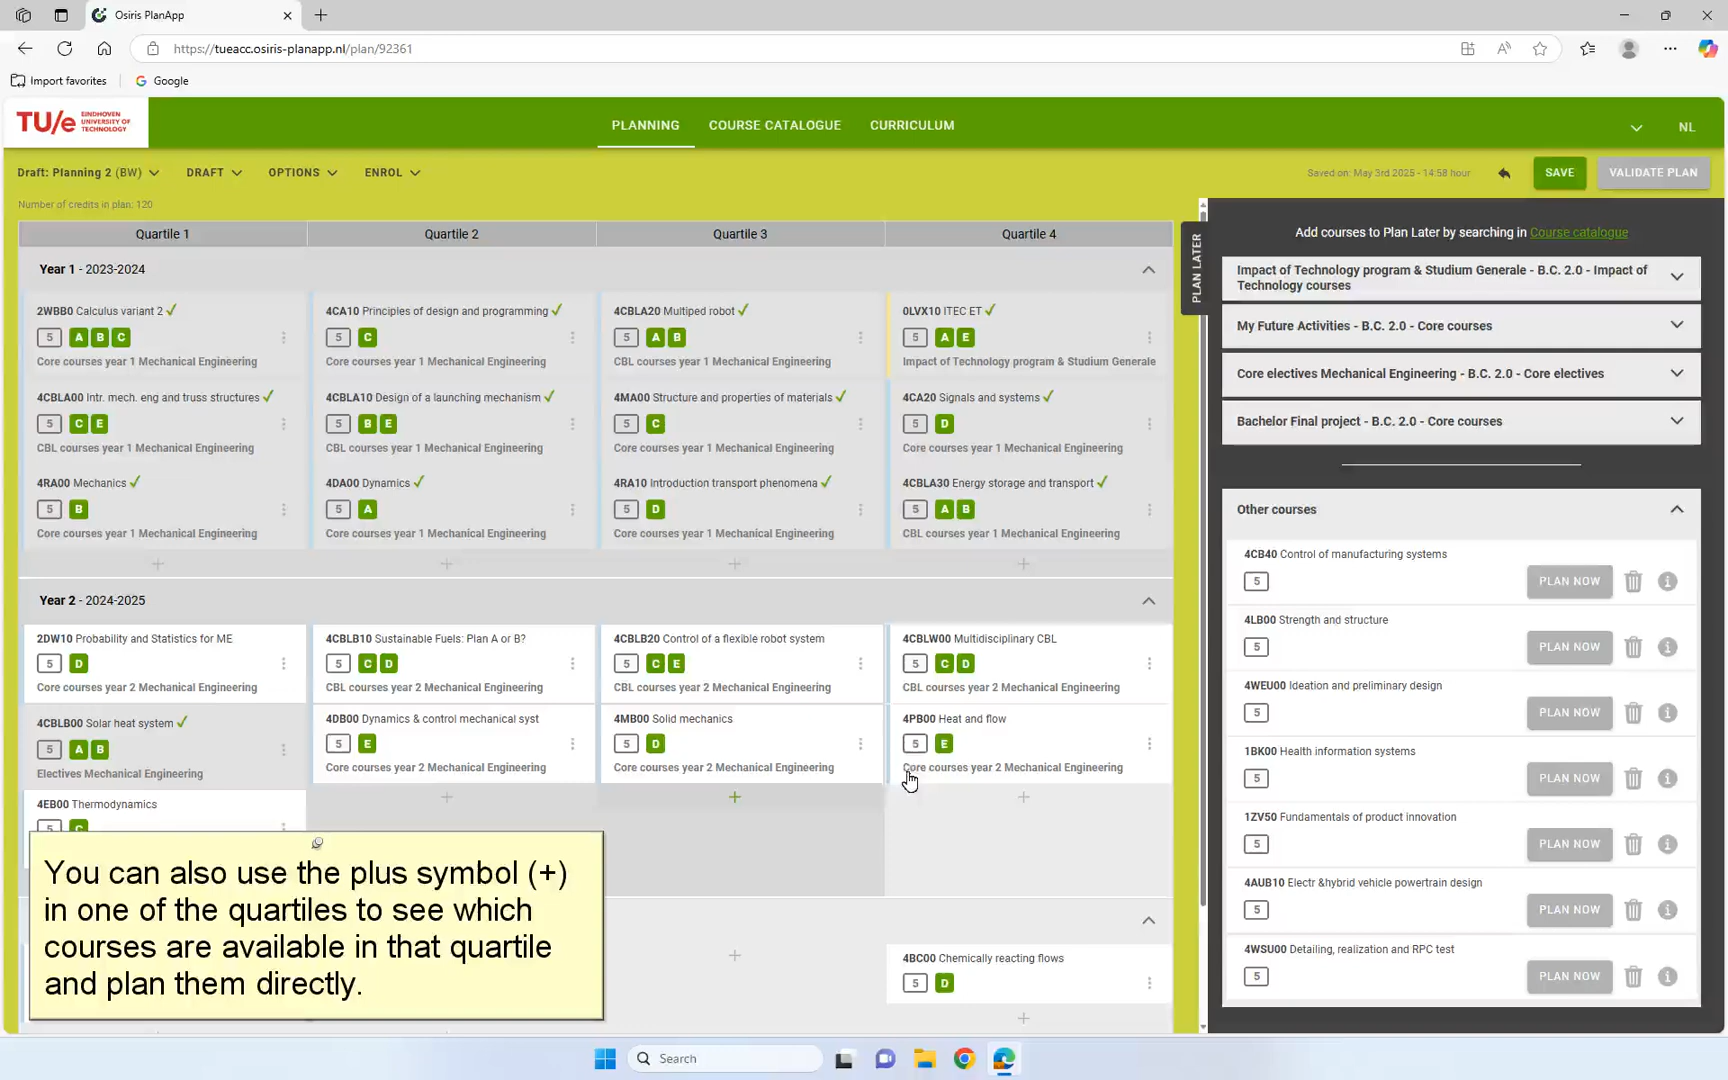 Osiris PlanApp
https://tueacc.osiris-planapp.nl/plan/92361
Import favorites
Google
TU/e EINDHOVEN UNIVERSITY OF TECHNOLOGY
PLANNING
COURSE CATALOGUE
CURRICULUM
NL
Draft: Planning 2 (BW)
DRAFT
OPTIONS
ENROL
Saved on: May 3rd 2025 - 14:58 hour
SAVE
VALIDATE PLAN
Number of credits in plan: 120
Quartile 1
Quartile 2
Quartile 3
Quartile 4
Year 1 - 2023-2024
2WBB0 Calculus variant 2
5 A B C
Core courses year 1 Mechanical Engineering
4CA10 Principles of design and programming
5 C
Core courses year 1 Mechanical Engineering
4CBLA20 Multiped robot
5 A B
CBL courses year 1 Mechanical Engineering
0LVX10 ITEC ET
5 A E
Impact of Technology program & Studium Generale
4CBLA00 Intr. mech. eng and truss structures
5 C E
CBL courses year 1 Mechanical Engineering
4CBLA10 Design of a launching mechanism
5 B E
CBL courses year 1 Mechanical Engineering
4MA00 Structure and properties of materials
5 C
Core courses year 1 Mechanical Engineering
4CA20 Signals and systems
5 D
Core courses year 1 Mechanical Engineering
4RA00 Mechanics
5 B
Core courses year 1 Mechanical Engineering
4DA00 Dynamics
5 A
Core courses year 1 Mechanical Engineering
4RA10 Introduction transport phenomena
5 D
Core courses year 1 Mechanical Engineering
4CBLA30 Energy storage and transport
5 A B
CBL courses year 1 Mechanical Engineering
Year 2 - 2024-2025
2DW10 Probability and Statistics for ME
5 D
Core courses year 2 Mechanical Engineering
4CBLB10 Sustainable Fuels: Plan A or B?
5 C D
CBL courses year 2 Mechanical Engineering
4CBLB20 Control of a flexible robot system
5 C E
CBL courses year 2 Mechanical Engineering
4CBLW00 Multidisciplinary CBL
5 C D
CBL courses year 2 Mechanical Engineering
4CBLB00 Solar heat system
5 A B
Electives Mechanical Engineering
4DB00 Dynamics & control mechanical syst
5 E
Core courses year 2 Mechanical Engineering
4MB00 Solid mechanics
5 D
Core courses year 2 Mechanical Engineering
4PB00 Heat and flow
5 E
Core courses year 2 Mechanical Engineering
4EB00 Thermodynamics
5 C
You can also use the plus symbol (+)
in one of the quartiles to see which
courses are available in that quartile
and plan them directly.
4BC00 Chemically reacting flows
5 D
PLAN LATER
Add courses to Plan Later by searching in Course catalogue
Impact of Technology program & Studium Generale - B.C. 2.0 - Impact of
Technology courses
My Future Activities - B.C. 2.0 - Core courses
Core electives Mechanical Engineering - B.C. 2.0 - Core electives
Bachelor Final project - B.C. 2.0 - Core courses
Other courses
4CB40 Control of manufacturing systems
5 PLAN NOW
4LB00 Strength and structure
5 PLAN NOW
4WEU00 Ideation and preliminary design
5 PLAN NOW
1BK00 Health information systems
5 PLAN NOW
1ZV50 Fundamentals of product innovation
5 PLAN NOW
4AUB10 Electr &hybrid vehicle powertrain design
5 PLAN NOW
4WSU00 Detailing, realization and RPC test
5 PLAN NOW
Search